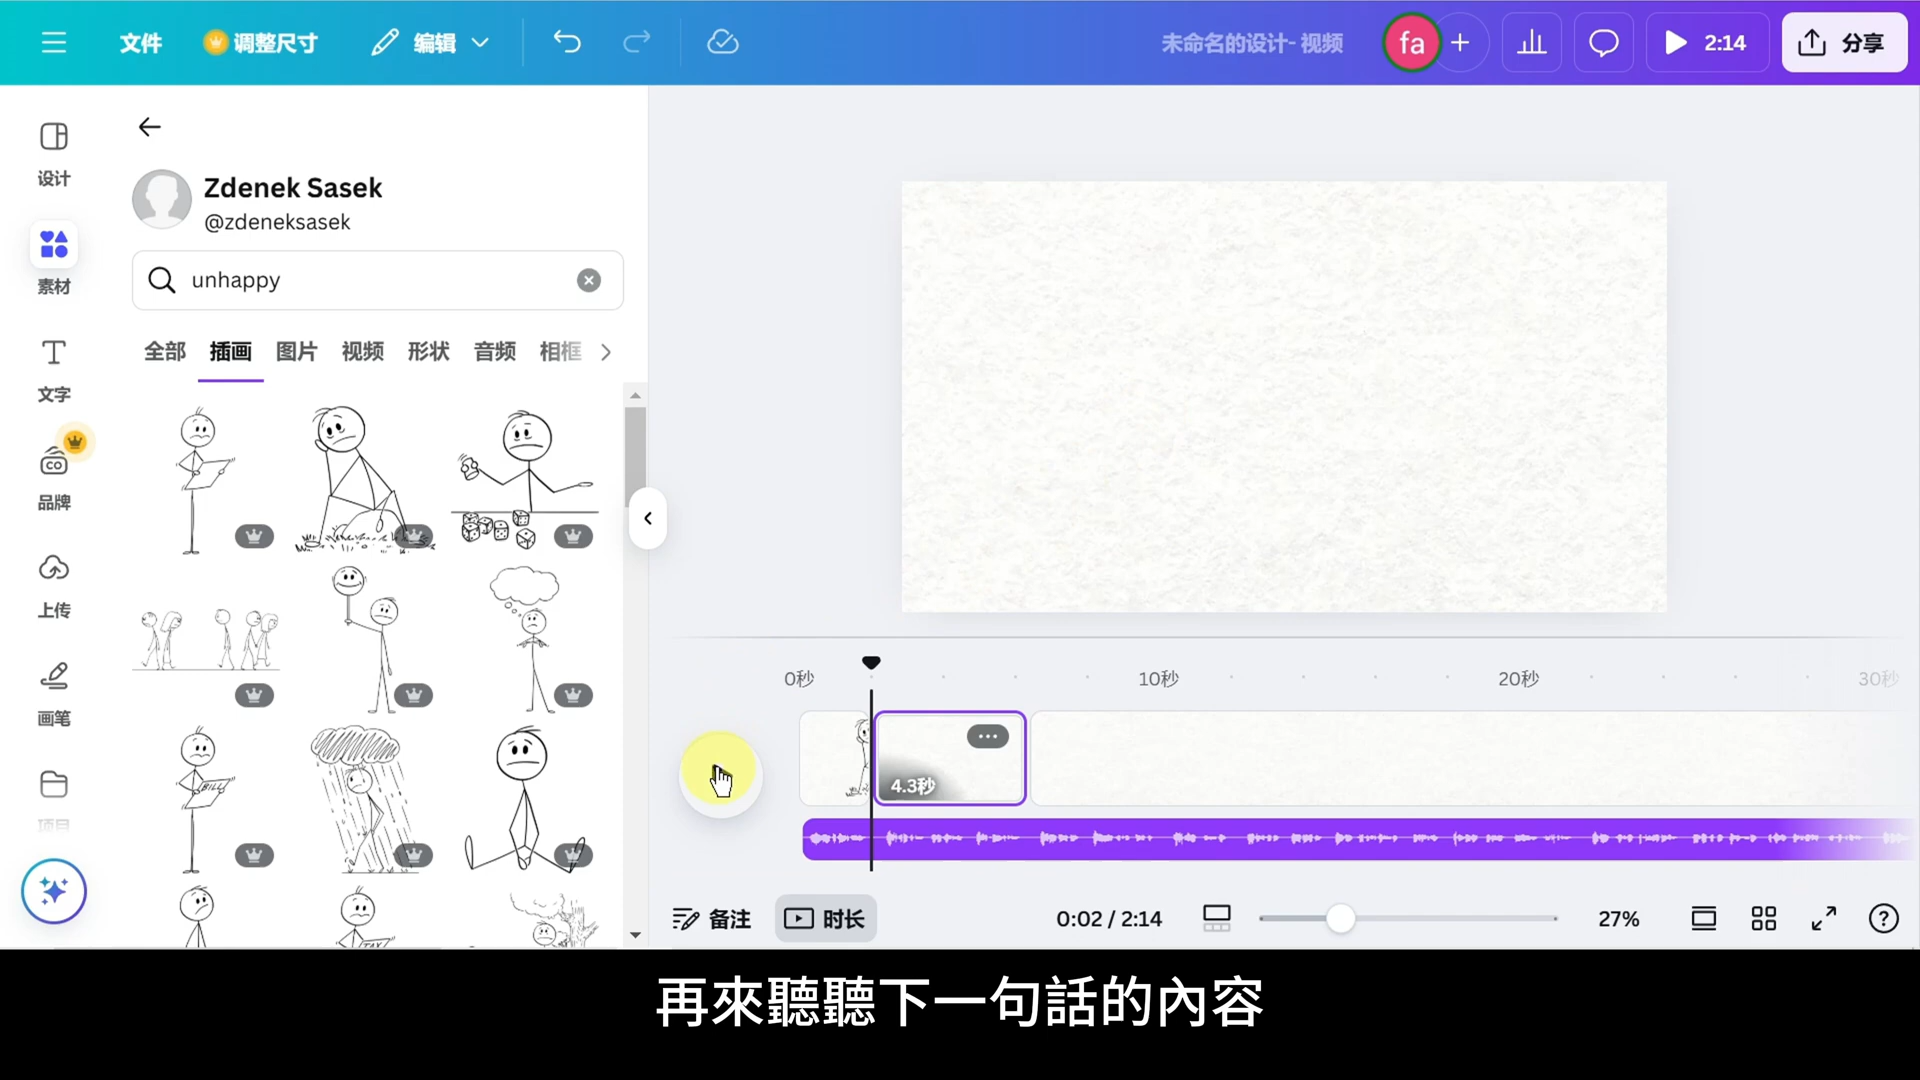 文件
调整尺寸
编辑
未命名的设计- 视频
fa
2:14
分享
设计
素材
文字
品牌
上传
画笔
项目
Zdenek Sasek
@zdeneksasek
unhappy
全部 插画 图片 视频 形状 音频 相框
BILL
TAX
0秒 10秒 20秒 30秒
4.3秒
备注
时长
0:02 / 2:14
27%
再來聽聽下一句話的內容